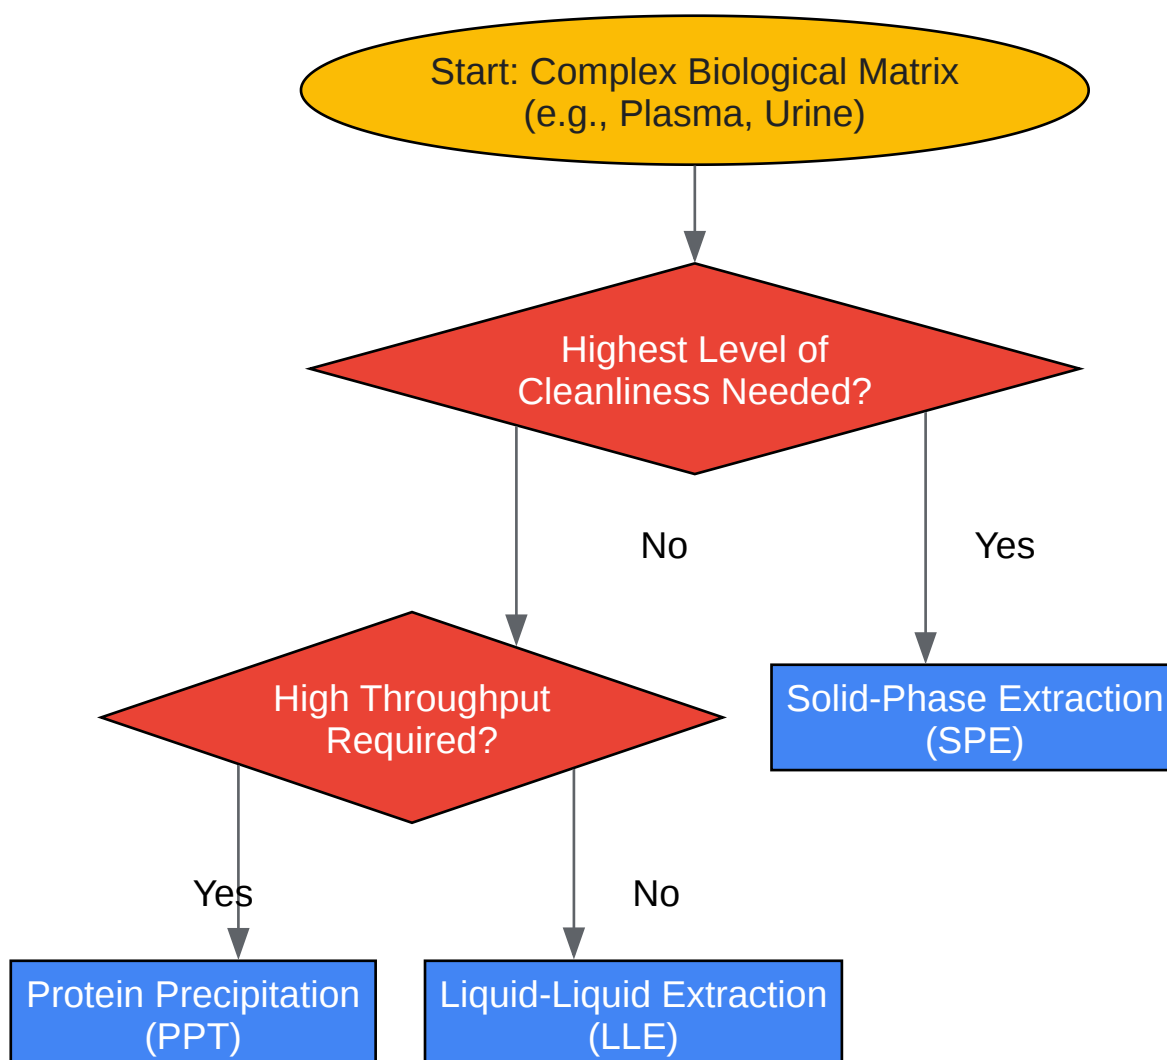 Start: Complex Biological Matrix
(e.g., Plasma, Urine)
Highest Level of
Cleanliness Needed?
No
Yes
High Throughput
Required?
Solid-Phase Extraction
(SPE)
Yes
No
Protein Precipitation
(PPT)
Liquid-Liquid Extraction
(LLE)